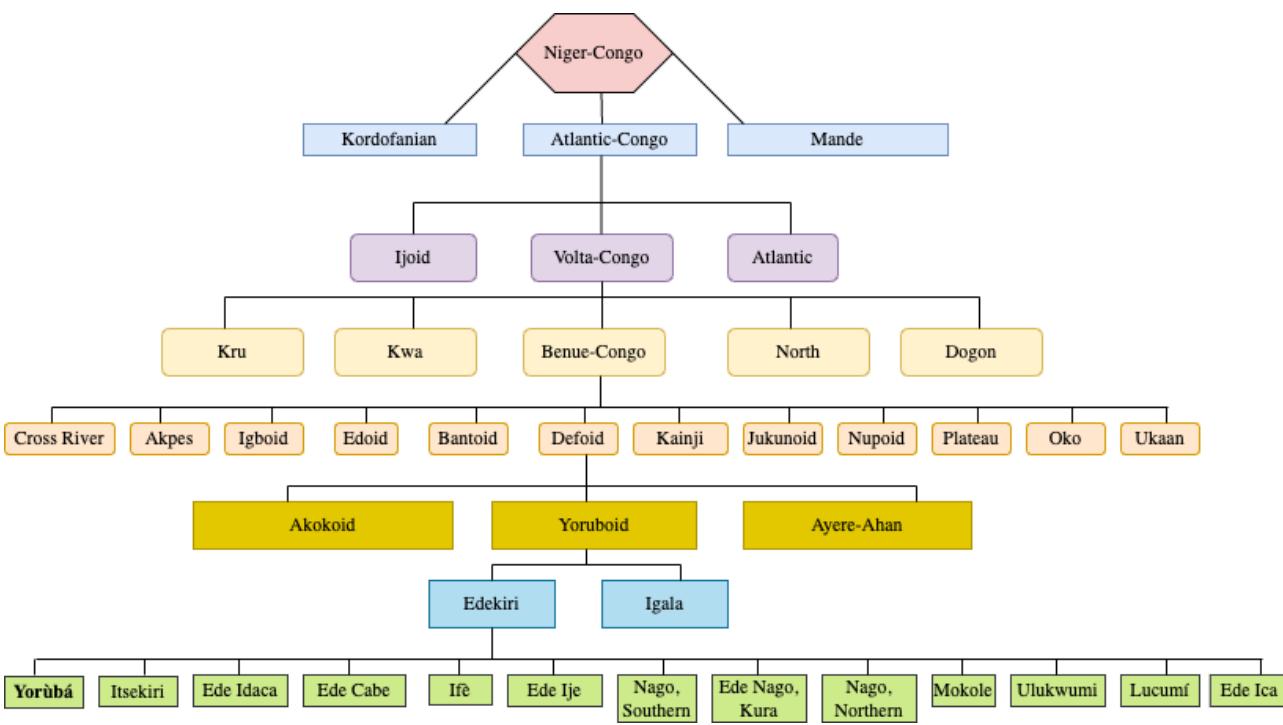 Niger-Congo
Kordofanian
Atlantic-Congo
Mande
Ijoid
Volta-Congo
Atlantic
Kru
Kwa
Benue-Congo
North
Dogon
Cross River
Akpes
Igboid
Edoid
Bantoid
Defoid
Kainji
Jukunoid
Nupoid
Plateau
Oko
Ukaan
Akokoid
Yoruboid
Ayere-Ahan
Edekiri
Igala
Yorùbá
Itsekiri
Ede Idaca
Ede Cabe
Ifè
Ede Ije
Nago,
Southern
Ede Nago,
Kura
Nago,
Northern
Mokole
Ulukwumi
Lucumí
Ede Ica